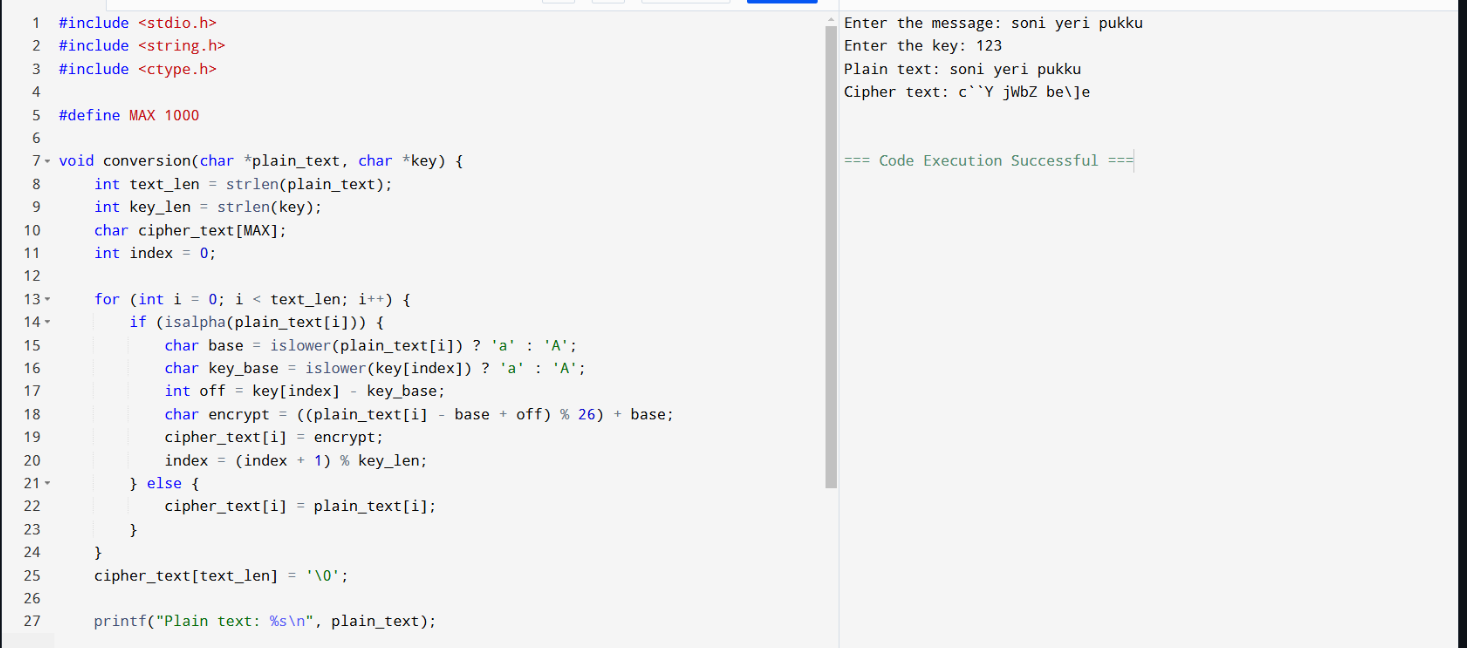 1 #include <stdio.h>
2 #include <string.h>
3 #include <ctype.h>
4
5 #define MAX 1000
6
7 void conversion(char *plain_text, char *key) {
8     int text_len = strlen(plain_text);
9     int key_len = strlen(key);
10     char cipher_text[MAX];
11     int index = 0;
12
13     for (int i = 0; i < text_len; i++) {
14         if (isalpha(plain_text[i])) {
15             char base = islower(plain_text[i]) ? 'a' : 'A';
16             char key_base = islower(key[index]) ? 'a' : 'A';
17             int off = key[index] - key_base;
18             char encrypt = ((plain_text[i] - base + off) % 26) + base;
19             cipher_text[i] = encrypt;
20             index = (index + 1) % key_len;
21         } else {
22             cipher_text[i] = plain_text[i];
23         }
24     }
25     cipher_text[text_len] = '\0';
26
27     printf("Plain text: %s\n", plain_text);
Enter the message: soni yeri pukku
Enter the key: 123
Plain text: soni yeri pukku
Cipher text: c``Y jWbZ be\]e
=== Code Execution Successful ===